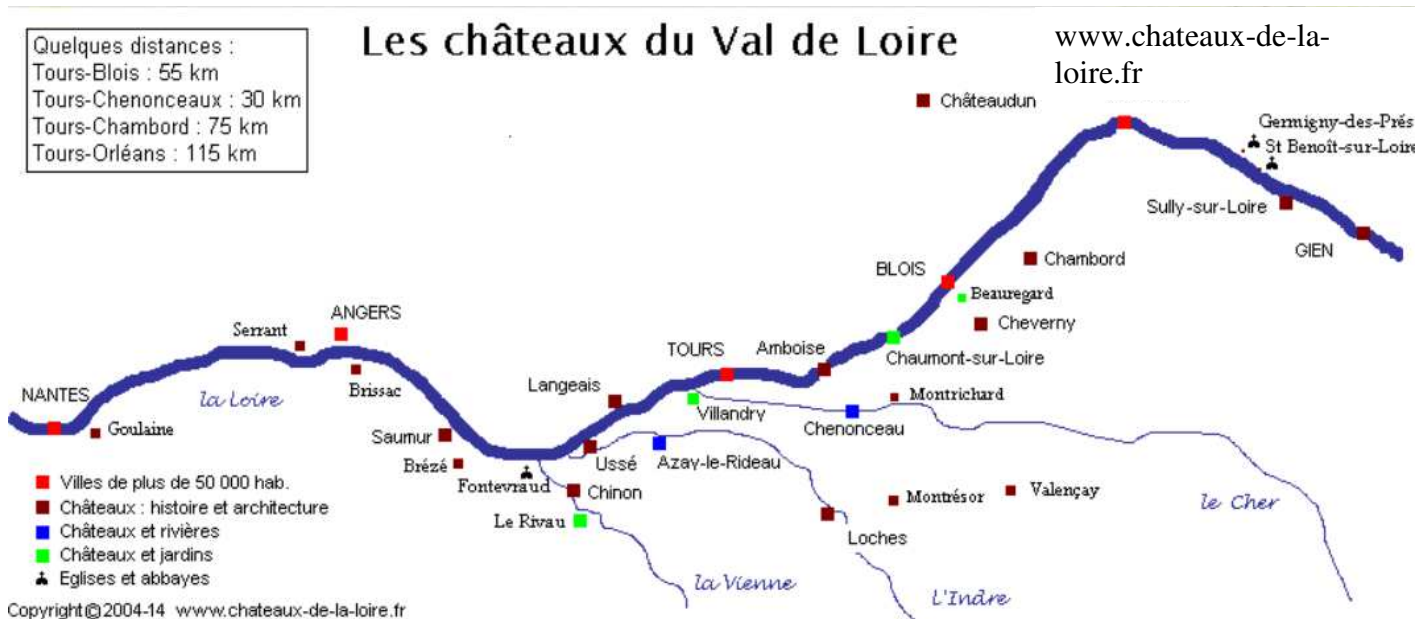 Quelques distances :
Tours-Blois : 55 km
Tours-Chenonceaux : 30 km
Tours-Chambord : 75 km
Tours-Orléans : 115 km
Les châteaux du Val de Loire
www.chateaux-de-la-
loire.fr
Châteaudun
Germigny-des-Prés
St Benoît-sur-Loire
Sully-sur-Loire
GIEN
Chambord
BLOIS
Beauregard
Cheverny
Chaumont-sur-Loire
Amboise
TOURS
Montrichard
Chenonceau
Villandry
Langeais
ANGERS
Serrant
Brissac
NANTES
la Loire
Goulaine
Saumur
Brézé
Fontevraud
Ussé
Azay-le-Rideau
Chinon
Le Rivau
Montrésor
Valençay
Loches
le Cher
la Vienne
L'Indre
Villes de plus de 50 000 hab.
Châteaux : histoire et architecture
Châteaux et rivières
Châteaux et jardins
Eglises et abbayes
Copyright©2004-14 www.chateaux-de-la-loire.fr